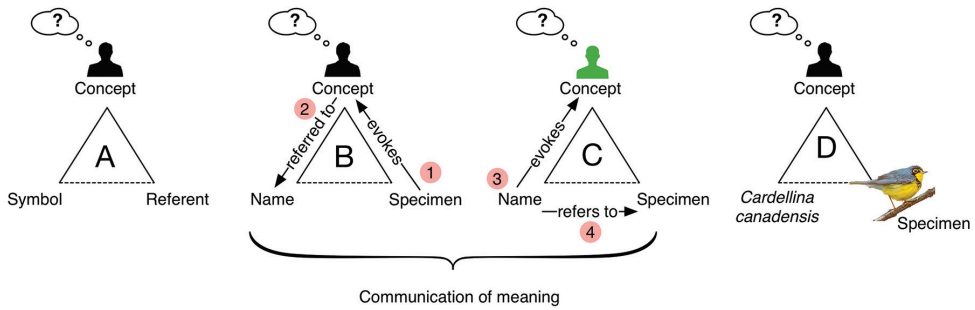 ?
Concept
A
Symbol
Referent
?
Concept
2
referred to
evokes
B
1
Name
Specimen
?
Concept
evokes
C
3
Name
Specimen
refers to
4
?
Concept
D
Cardellina
canadensis
Specimen
Communication of meaning